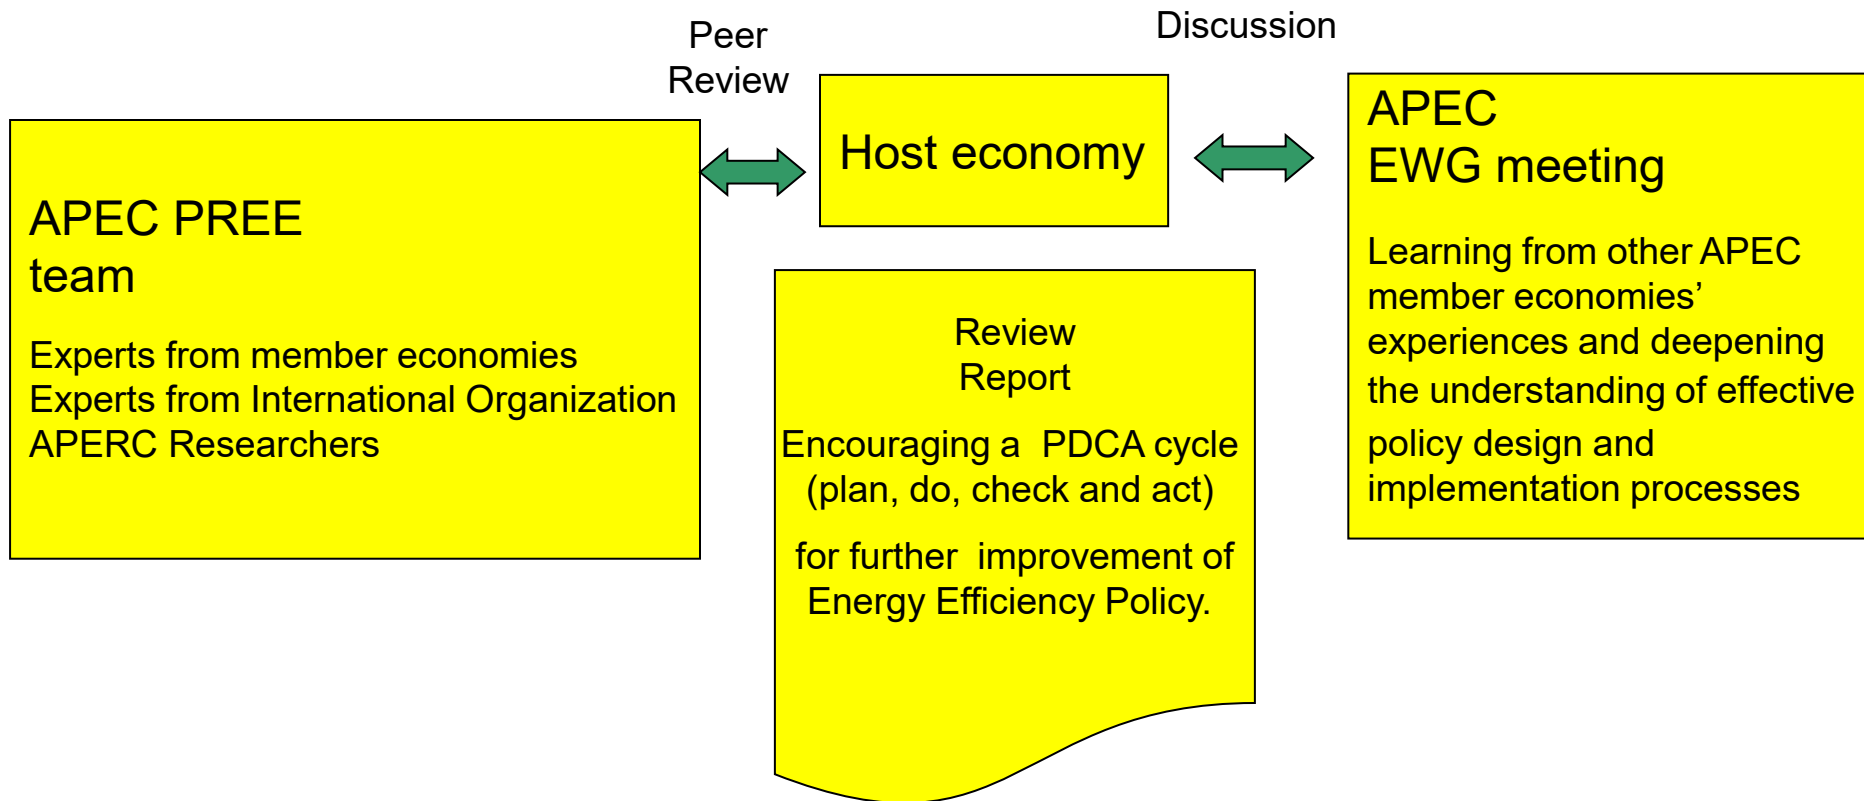 Peer
Review
Discussion
APEC PREE
team
Experts from member economies
Experts from International Organization
APERC Researchers
Host economy
Review
Report
Encouraging a  PDCA cycle
(plan, do, check and act)
for further  improvement of
Energy Efficiency Policy.
APEC
EWG meeting
Learning from other APEC
member economies’
experiences and deepening
the understanding of effective
policy design and
implementation processes